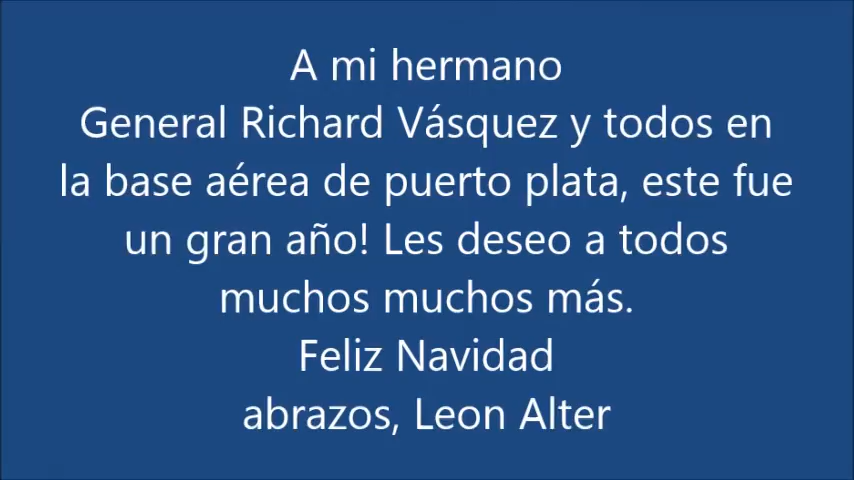 A mi hermano
General Richard Vásquez y todos en
la base aérea de puerto plata, este fue
un gran año! Les deseo a todos
muchos muchos más.
Feliz Navidad
abrazos, Leon Alter